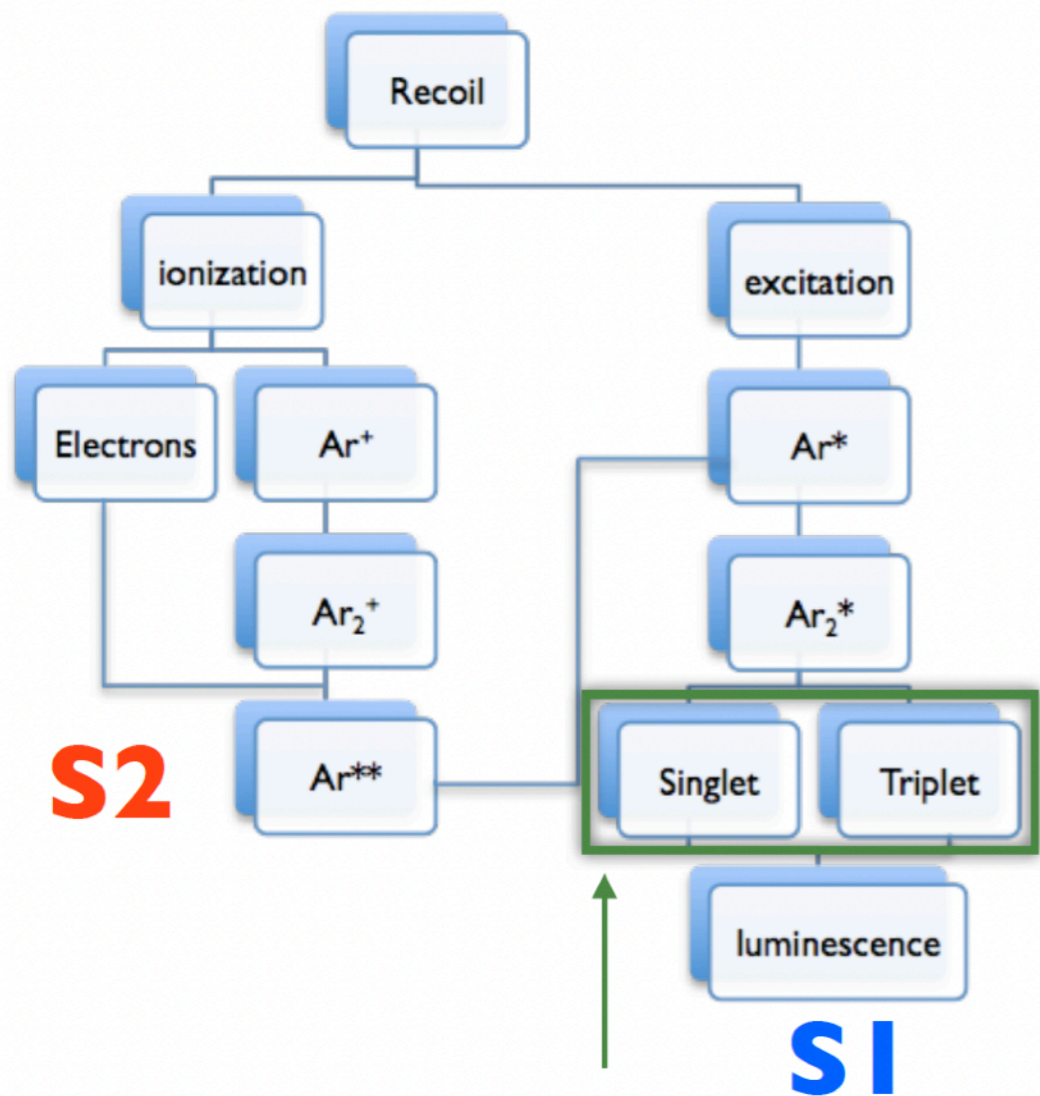 Recoil
ionization
excitation
Electrons
Ar⁺
Ar*
Ar₂⁺
Ar₂*
S2
Ar**
Singlet
Triplet
luminescence
S1